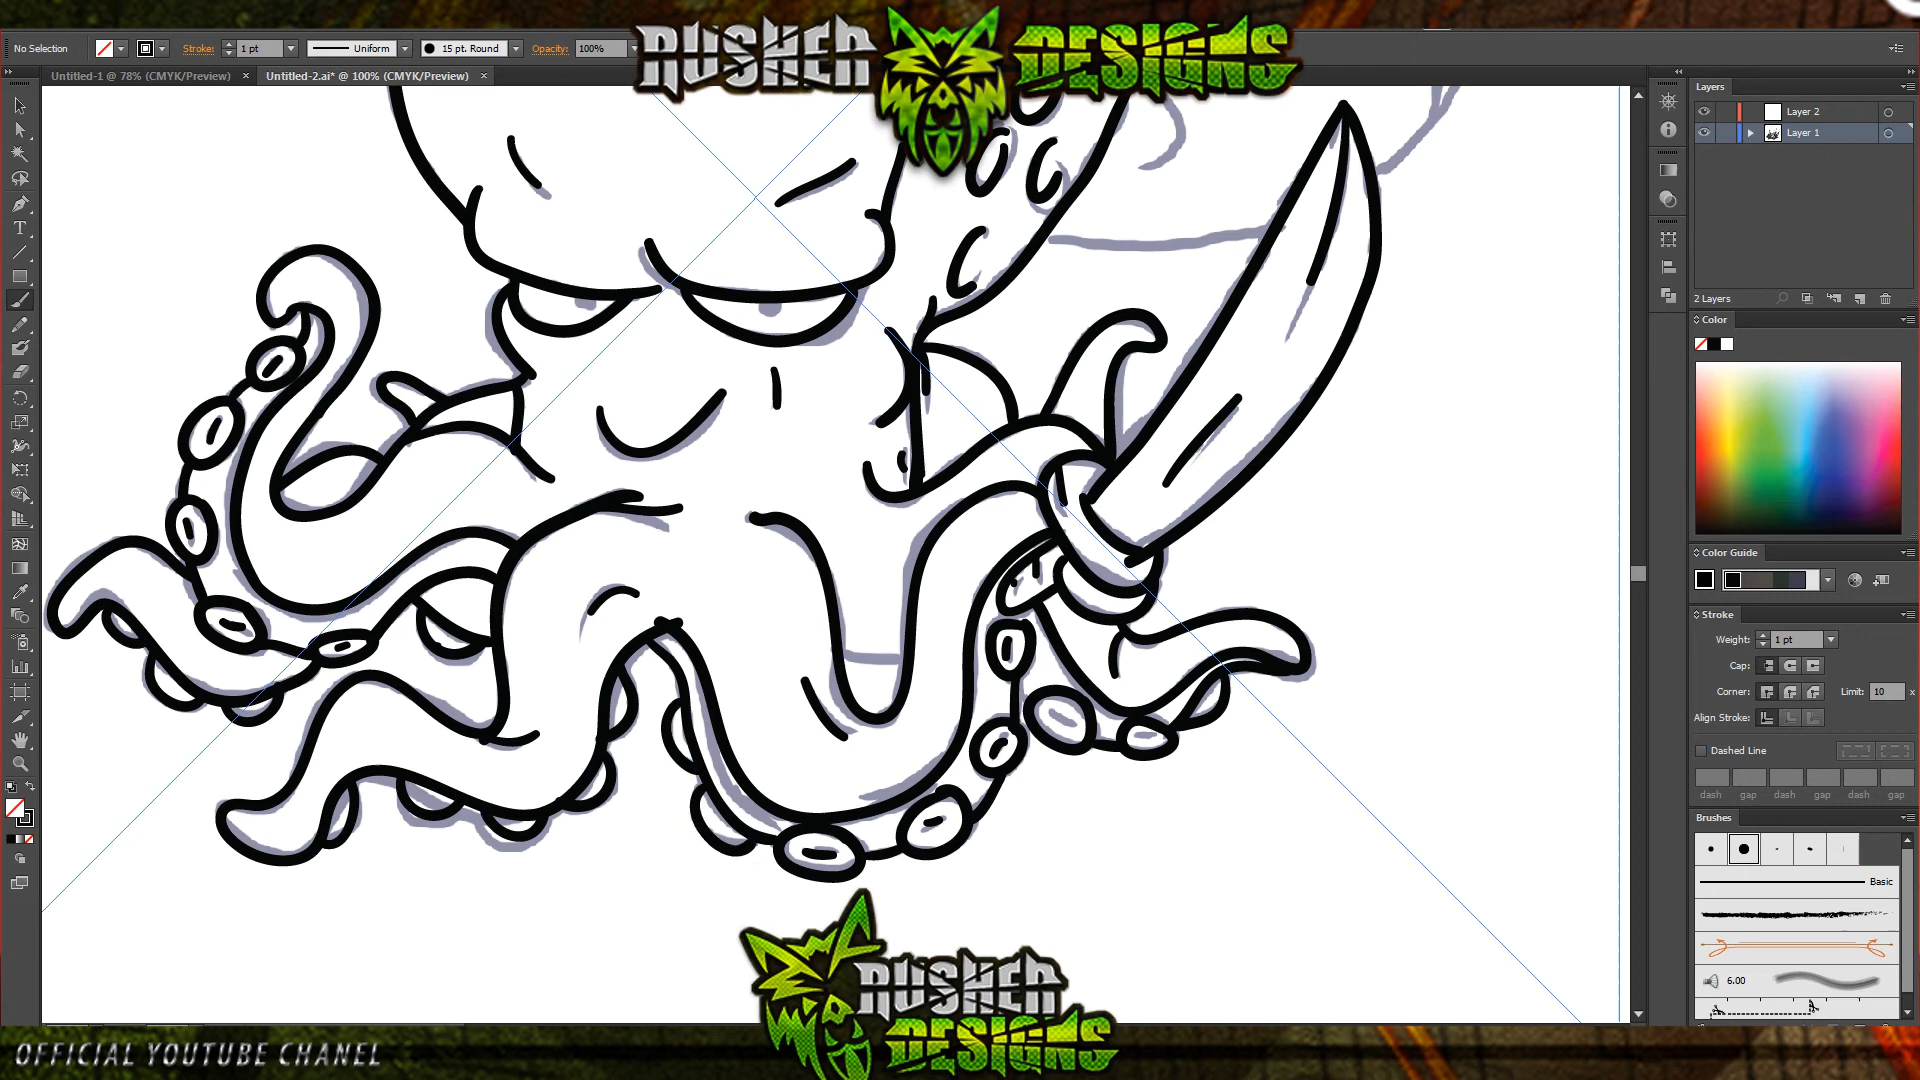 No Selection
Stroke:
1 pt
Uniform
15 pt. Round
Opacity:
100%
RUSHER DESIGNS
Untitled-1 @ 78% (CMYK/Preview)
Untitled-2.ai* @ 100% (CMYK/Preview)
Layers
Layer 2
Layer 1
2 Layers
Color
Color Guide
Stroke
Weight:
1 pt
Cap:
Corner:
Limit:
10
x
Align Stroke:
Dashed Line
dash
gap
dash
gap
dash
gap
Brushes
Basic
6.00
RUSHER
DESIGNS
OFFICIAL YOUTUBE CHANEL